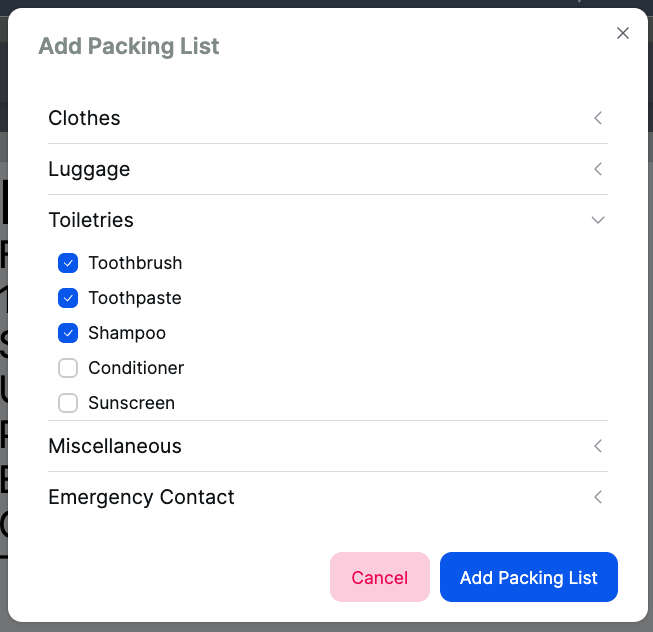 Add Packing List
Clothes
Luggage
Toiletries
Toothbrush
Toothpaste
Shampoo
Conditioner
Sunscreen
Miscellaneous
Emergency Contact
Cancel
Add Packing List